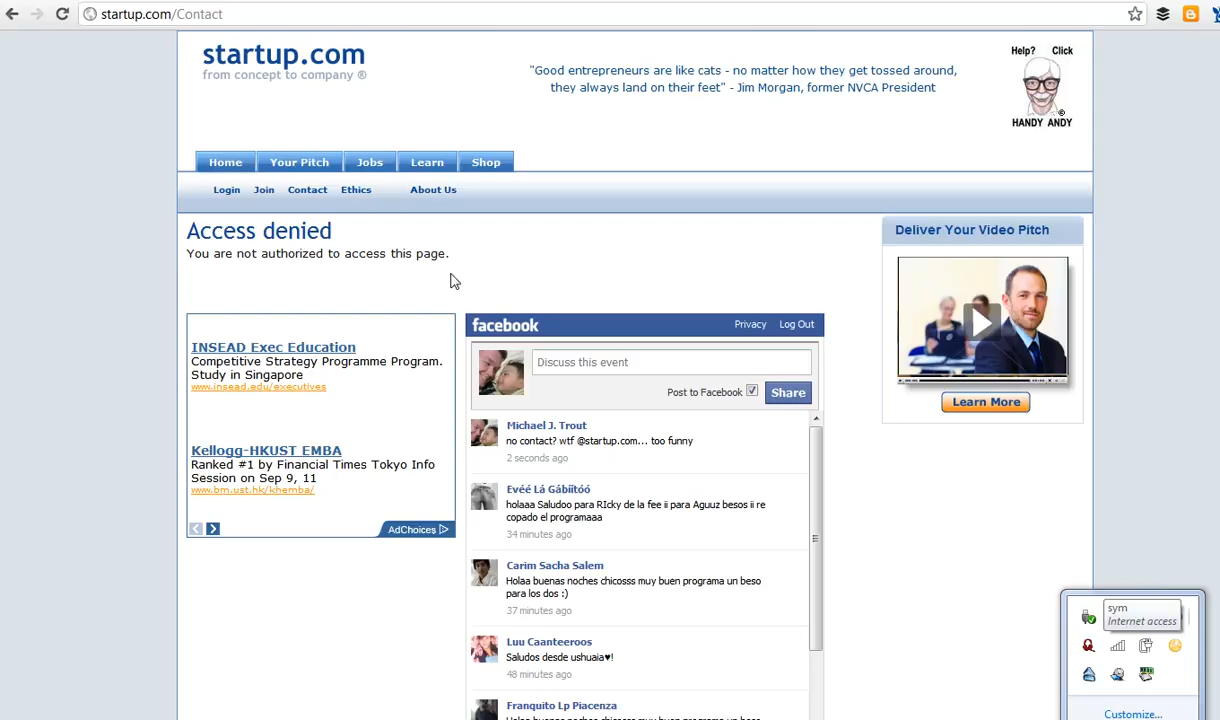 startup.com/Contact
startup.com
from concept to company ®
"Good entrepreneurs are like cats - no matter how they get tossed around,
they always land on their feet" - Jim Morgan, former NVCA President
Help? Click
HANDY ANDY
©
Home Your Pitch Jobs Learn Shop
Login Join Contact Ethics About Us
Access denied
You are not authorized to access this page.
INSEAD Exec Education
Competitive Strategy Programme Program.
Study in Singapore
www.insead.edu/executives
Kellogg-HKUST EMBA
Ranked #1 by Financial Times Tokyo Info
Session on Sep 9, 11
www.bm.ust.hk/khemba/
AdChoices
facebook Privacy Log Out
Discuss this event
Post to Facebook Share
Michael J. Trout
no contact? wtf @startup.com... too funny
2 seconds ago
Evéé Lá Gábiitóó
holaaa Saludoo para RIcky de la fee ii para Aguuz besos ii re
copado el programaaa
34 minutes ago
Carim Sacha Salem
Holaa buenas noches chicosss muy buen programa un beso
para los dos :)
37 minutes ago
Luu Caanteeroos
Saludos desde ushuaia♥!
48 minutes ago
Franquito Lp Piacenza
Deliver Your Video Pitch
Learn More
sym
Internet access
Customize...